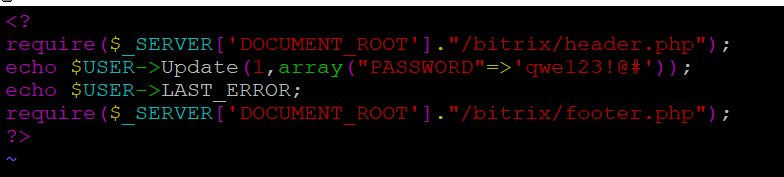 <?
require($_SERVER['DOCUMENT_ROOT']."/bitrix/header.php");
echo $USER->Update(1,array("PASSWORD"=>'qwe123!@#'));
echo $USER->LAST_ERROR;
require($_SERVER['DOCUMENT_ROOT']."/bitrix/footer.php");
?>
~